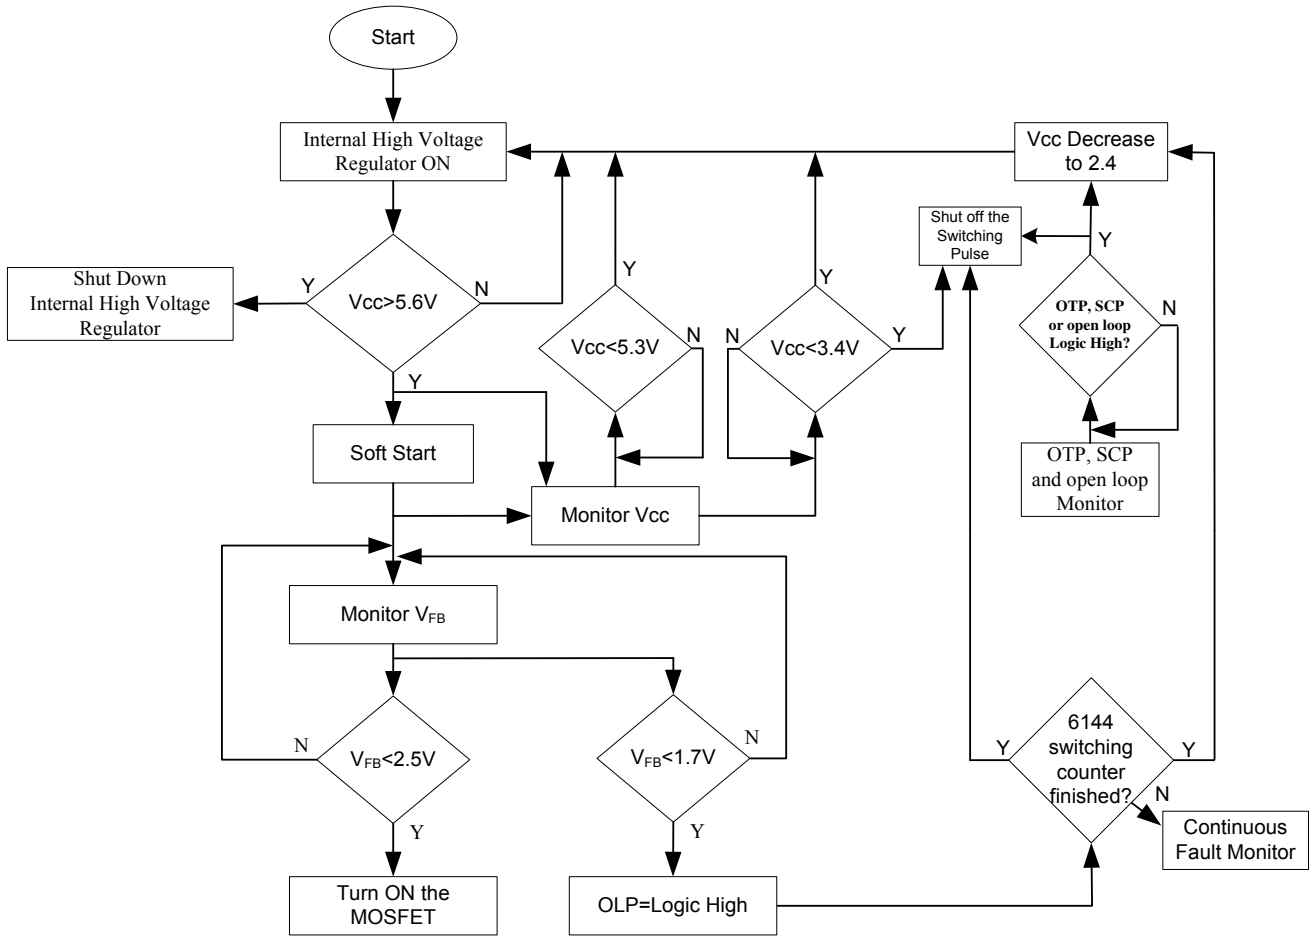 Start
Internal High Voltage
Regulator ON
Vcc Decrease
to 2.4
Shut off the
Switching
Pulse
Y
Shut Down
Internal High Voltage
Regulator
Y
Vcc>5.6V
N
Y
Y
Vcc<5.3V
N
Y
N
Vcc<3.4V
Y
OTP, SCP
or open loop
Logic High?
N
Y
Soft Start
Monitor Vcc
OTP, SCP
and open loop
Monitor
Monitor VFB
N
VFB<2.5V
Y
VFB<1.7V
N
Y
Y
6144
switching
counter
finished?
Y
N
Turn ON the
MOSFET
OLP=Logic High
Continuous
Fault Monitor